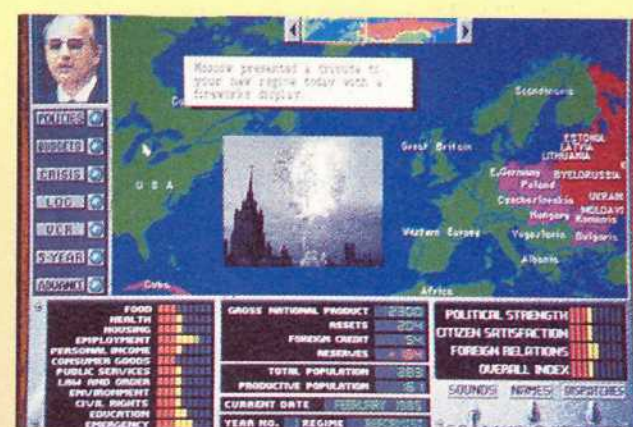 Moscow presented a tribute to
your new regime today with a
fireworks display.
POLICIES
BUDGETS
CRISIS
LOG
VCR
5-YEAR
ADVANCE
USA
Cuba
Scandinavia
Great Britain
ESTONIA
LATVIA
LITHUANIA
E.Germany
BYELORUSSIA
Poland
Czechoslovakia
UKRAIN
MOLDAVI
Hungary
Romania
Western Europe
Yugoslavia
Bulgaria
Albania
Africa
FOOD
HEALTH
HOUSING
EMPLOYMENT
PERSONAL INCOME
CONSUMER GOODS
PUBLIC SERVICES
LAW AND ORDER
ENVIRONMENT
CIVIL RIGHTS
EDUCATION
EMERGENCY
GROSS NATIONAL PRODUCT 2300
ASSETS 204
FOREIGN CREDIT 54
RESERVES
TOTAL POPULATION 283
PRODUCTIVE POPULATION
CURRENT DATE FEBRUARY 1985
YEAR NO. REGIME
POLITICAL STRENGTH
CITIZEN SATISFACTION
FOREIGN RELATIONS
OVERALL INDEX
SOUNDS NAMES DISPATCHES